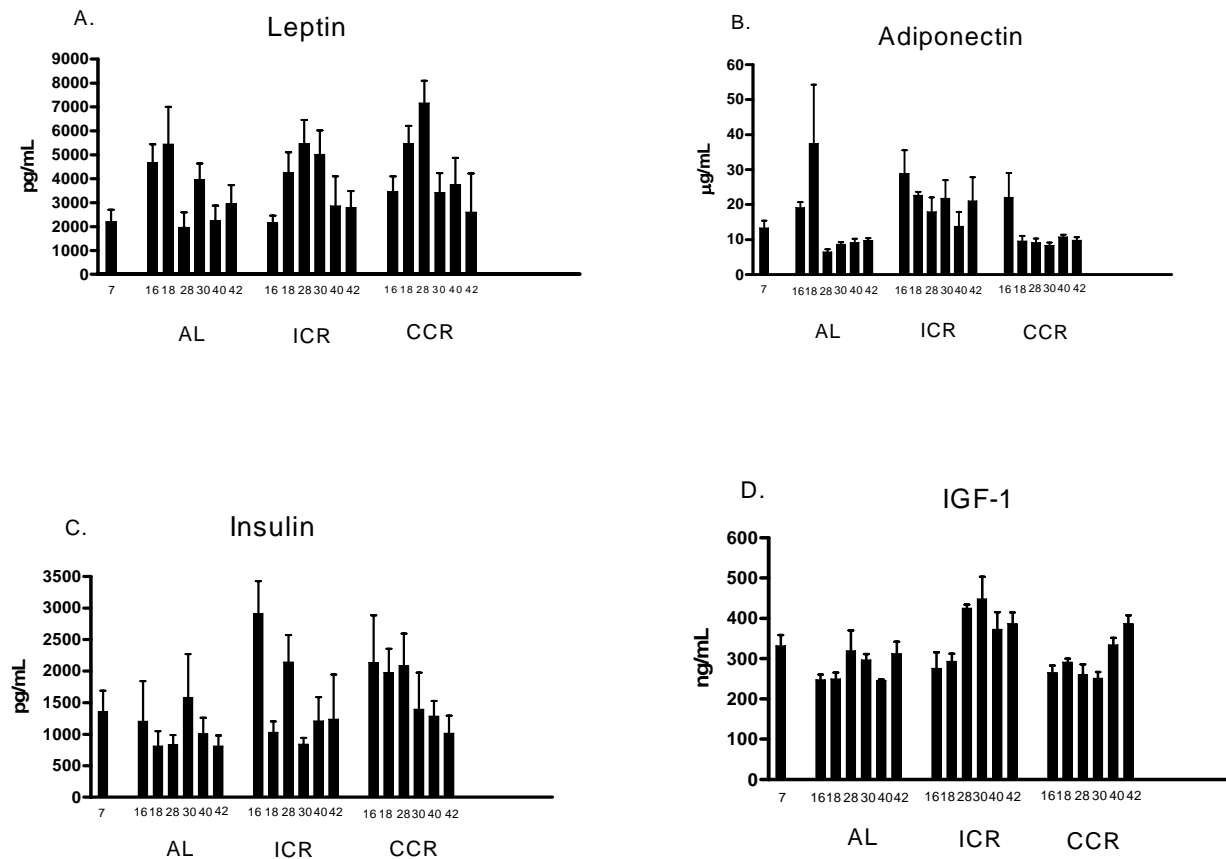 A.
Leptin
9000
8000
7000
6000
5000
4000
3000
2000
1000
0
pg/mL
7
16 18 28 30 40 42
16 18 28 30 40 42
16 18 28 30 40 42
AL ICR CCR
B.
Adiponectin
60
50
40
30
20
10
0
µg/mL
7
16 18 28 30 40 42
16 18 28 30 40 42
16 18 28 30 40 42
AL ICR CCR
C.
Insulin
3500
3000
2500
2000
1500
1000
500
0
pg/mL
7
16 18 28 30 40 42
16 18 28 30 40 42
16 18 28 30 40 42
AL ICR CCR
D.
IGF-1
600
500
400
300
200
100
0
ng/mL
7
16 18 28 30 40 42
16 18 28 30 40 42
16 18 28 30 40 42
AL ICR CCR